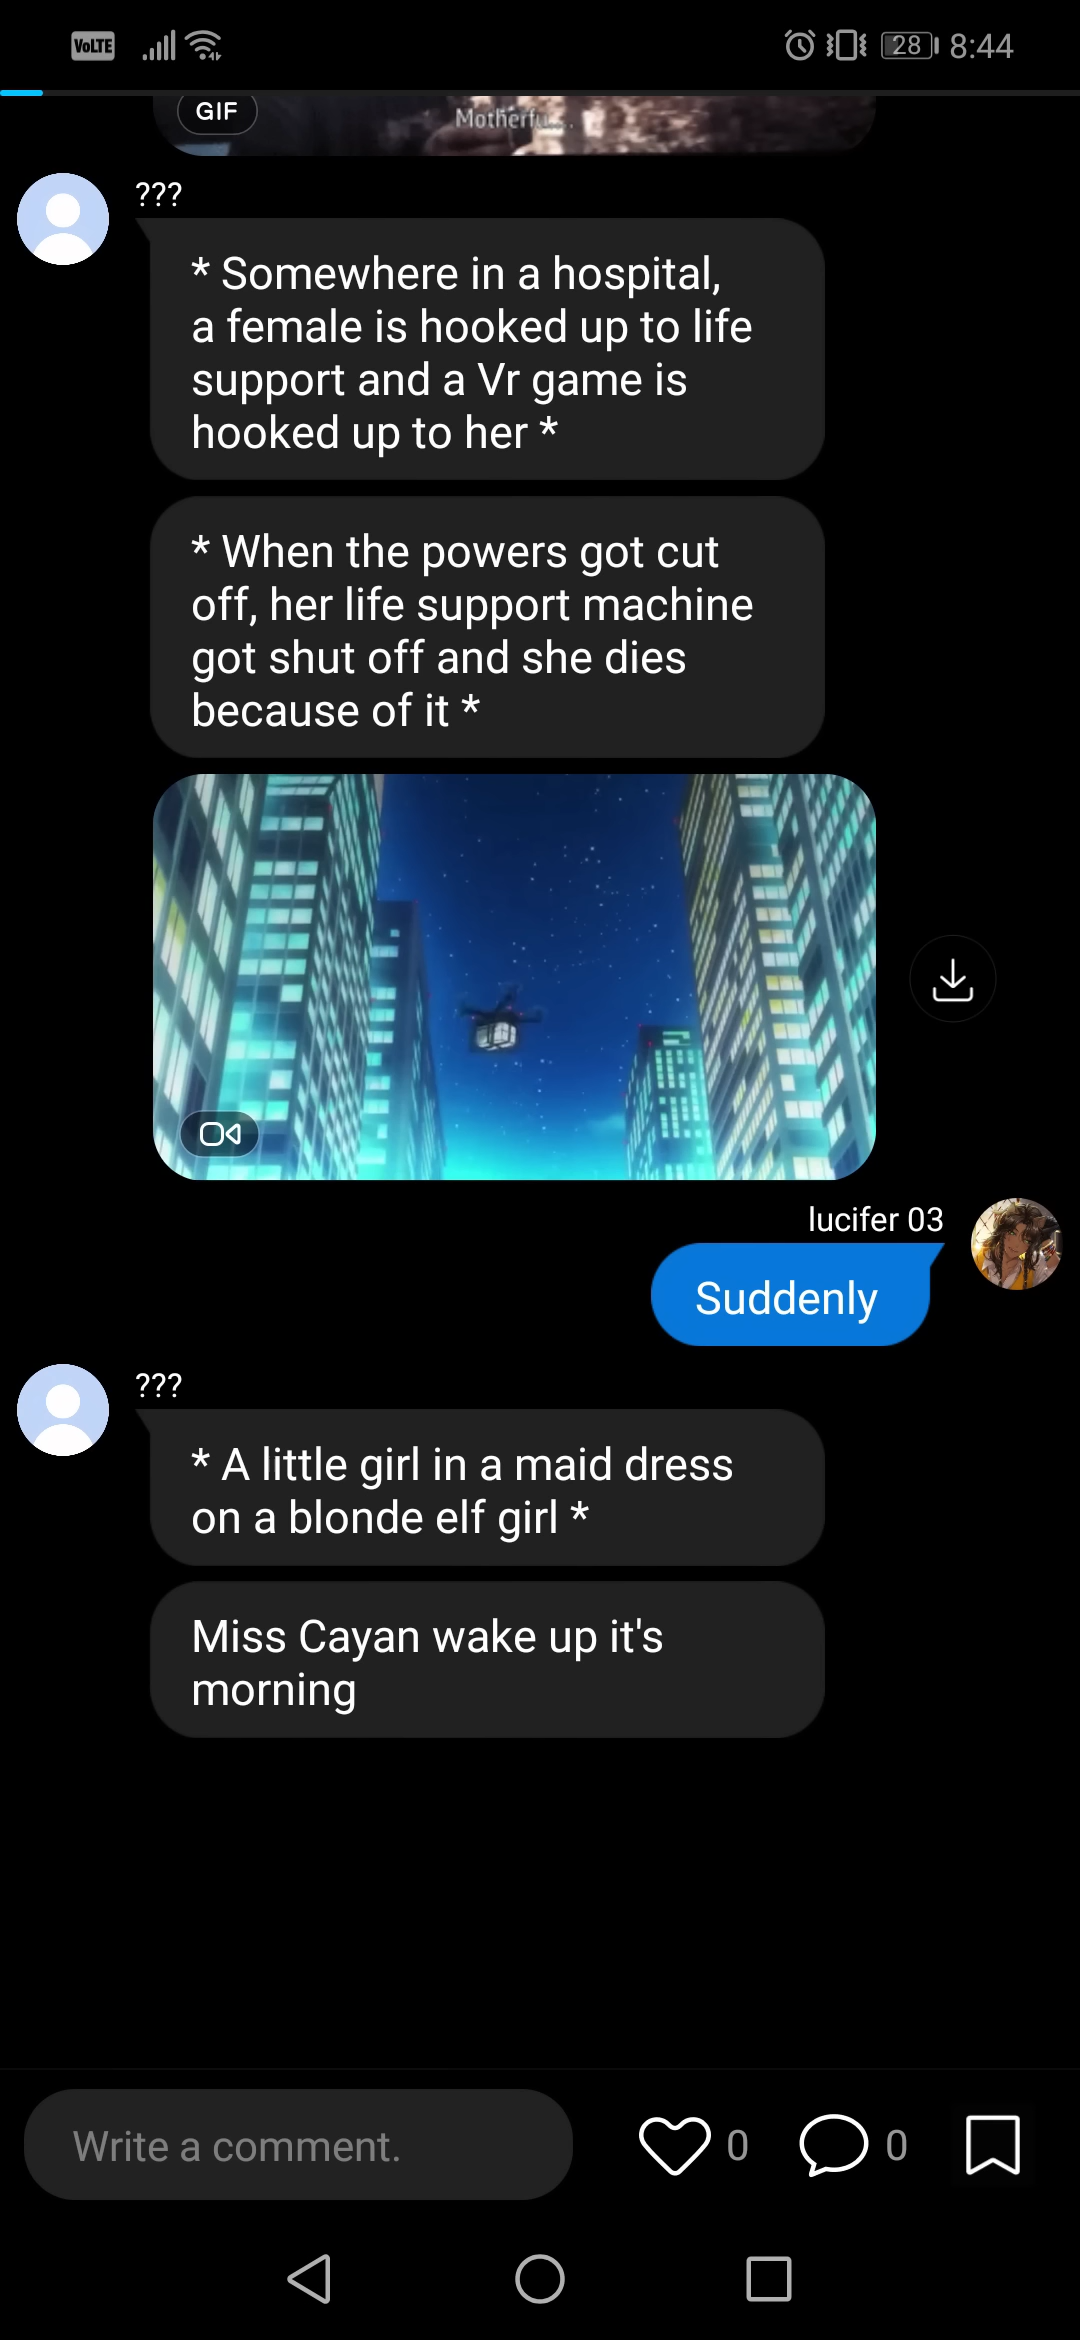 VoLTE
28
8:44
GIF
Motherfu....
???
* Somewhere in a hospital,
a female is hooked up to life
support and a Vr game is
hooked up to her *
* When the powers got cut
off, her life support machine
got shut off and she dies
because of it *
lucifer 03
Suddenly
???
* A little girl in a maid dress
on a blonde elf girl *
Miss Cayan wake up it's
morning
Write a comment.
0
0